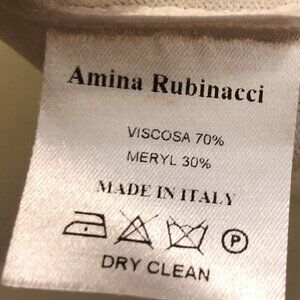 Amina Rubinacci
VISCOSA 70%
MERYL 30%
MADE IN ITALY
P
DRY CLEAN